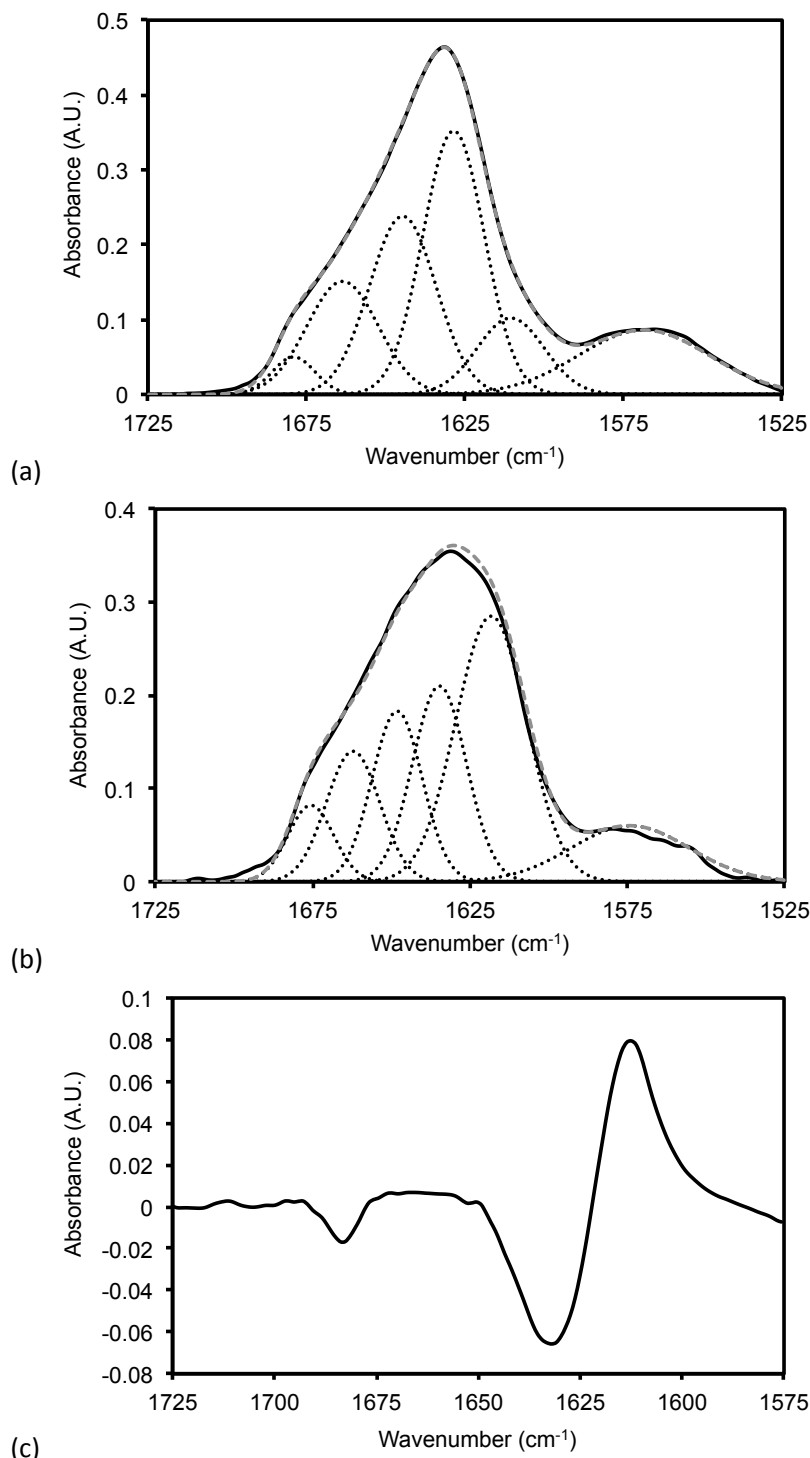 Absorbance (A.U.)
0.5
0.4
0.3
0.2
0.1
0
1725 1675 1625 1575 1525
Wavenumber (cm-1)
(a)
Absorbance (A.U.)
0.4
0.3
0.2
0.1
0
1725 1675 1625 1575 1525
Wavenumber (cm-1)
(b)
Absorbance (A.U.)
0.1
0.08
0.06
0.04
0.02
0
-0.02
-0.04
-0.06
-0.08
1725 1700 1675 1650 1625 1600 1575
Wavenumber (cm-1)
(c)